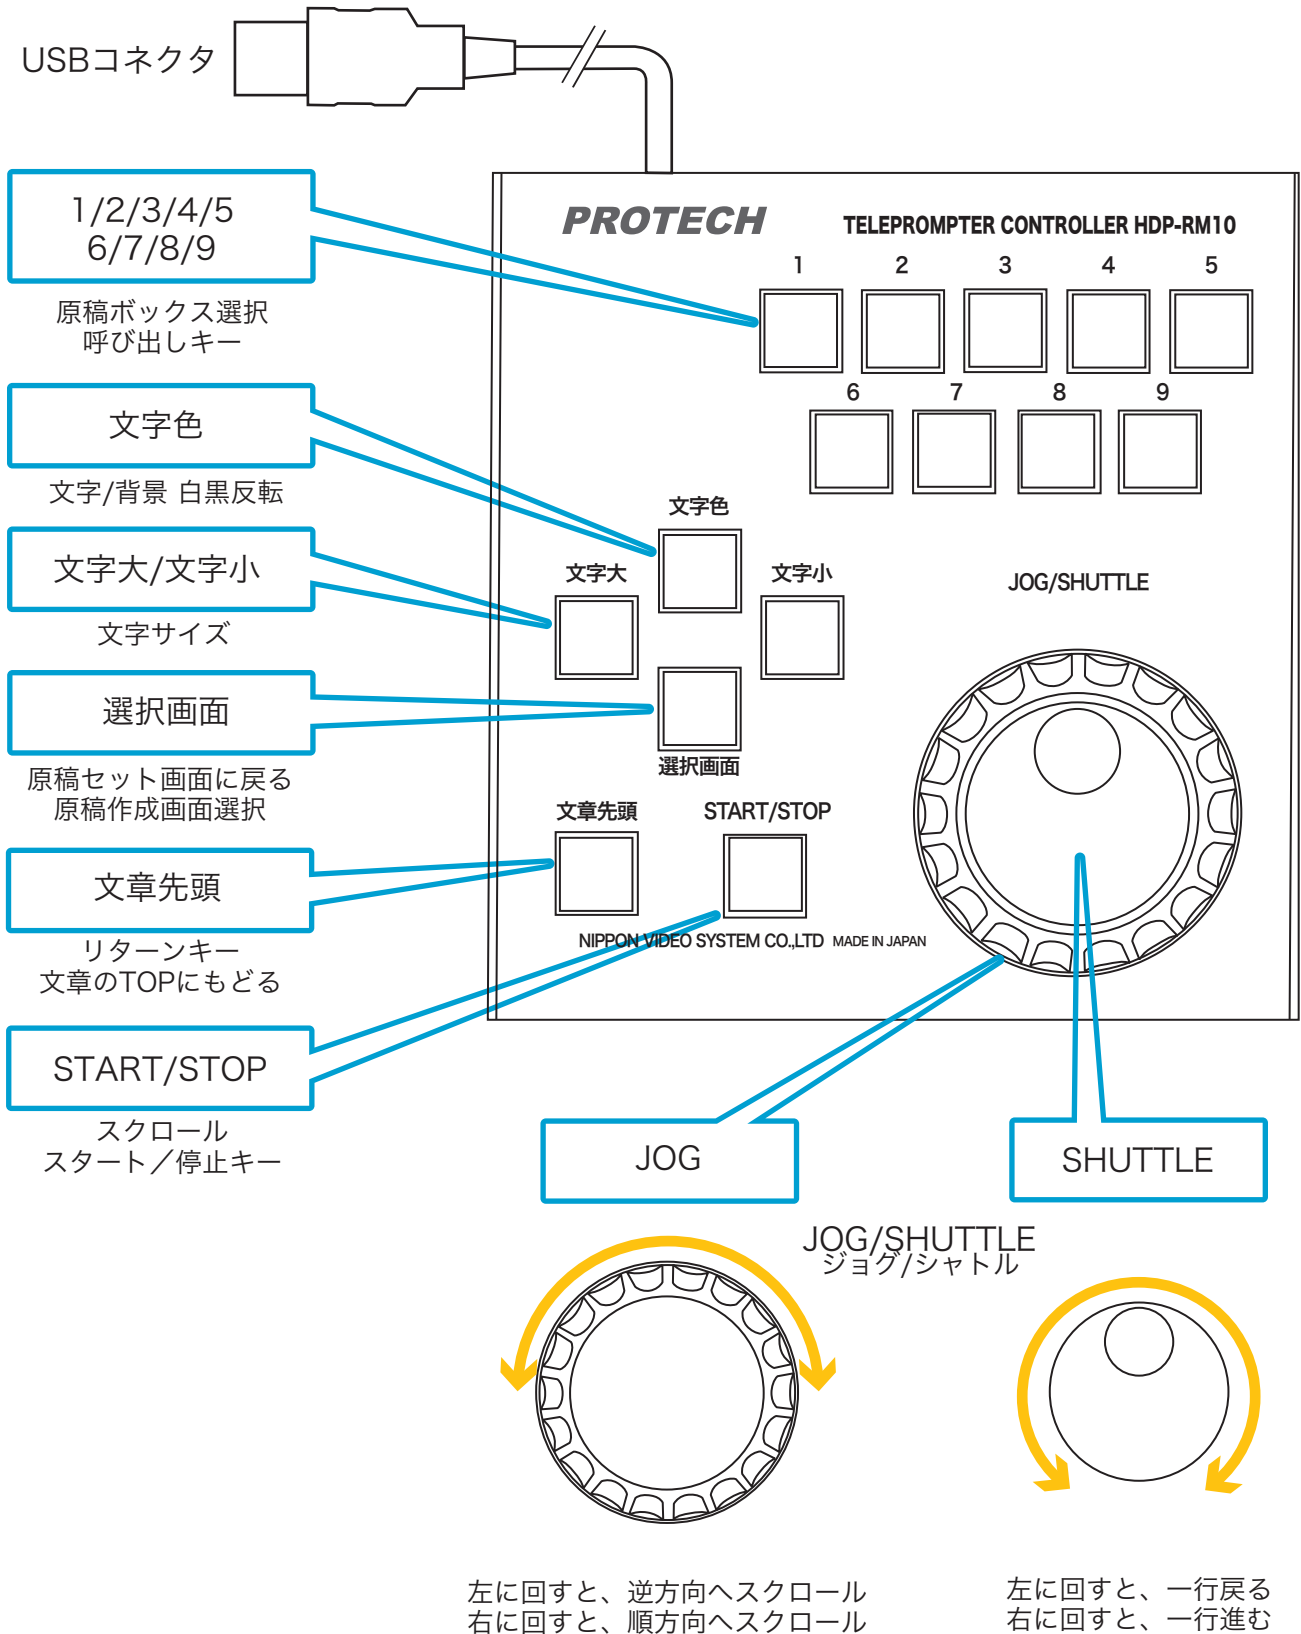 USBコネクタ
1/2/3/4/5
6/7/8/9
原稿ボックス選択
呼び出しキー
文字色
文字/背景 白黒反転
文字大/文字小
文字サイズ
選択画面
原稿セット画面に戻る
原稿作成画面選択
文章先頭
リターンキー
文章のTOPにもどる
START/STOP
スクロール
スタート／停止キー
PROTECH
TELEPROMPTER CONTROLLER HDP-RM10
1 2 3 4 5
6 7 8 9
文字色
文字大 文字小
JOG/SHUTTLE
選択画面
文章先頭 START/STOP
NIPPON VIDEO SYSTEM CO.,LTD MADE IN JAPAN
JOG
SHUTTLE
JOG/SHUTTLE
ジョグ/シャトル
左に回すと、逆方向へスクロール
右に回すと、順方向へスクロール
左に回すと、一行戻る
右に回すと、一行進む